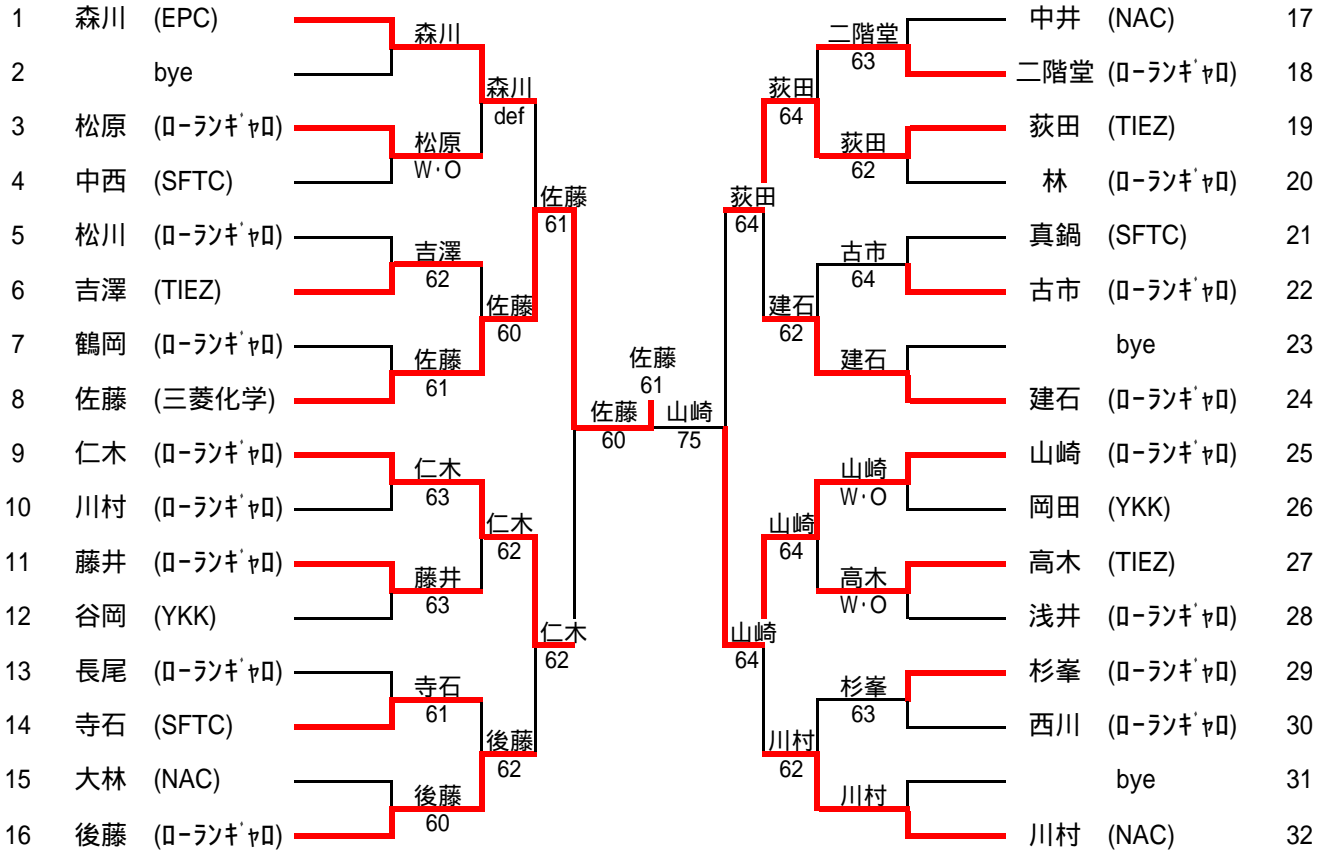 1 森川 (EPC)
2 bye
3 松原 (ﾛｰﾗﾝｷﾞｬﾛ)
4 中西 (SFTC)
5 松川 (ﾛｰﾗﾝｷﾞｬﾛ)
6 吉澤 (TIEZ)
7 鶴岡 (ﾛｰﾗﾝｷﾞｬﾛ)
8 佐藤 (三菱化学)
9 仁木 (ﾛｰﾗﾝｷﾞｬﾛ)
10 川村 (ﾛｰﾗﾝｷﾞｬﾛ)
11 藤井 (ﾛｰﾗﾝｷﾞｬﾛ)
12 谷岡 (YKK)
13 長尾 (ﾛｰﾗﾝｷﾞｬﾛ)
14 寺石 (SFTC)
15 大林 (NAC)
16 後藤 (ﾛｰﾗﾝｷﾞｬﾛ)
森川
松原
W･O
吉澤
62
佐藤
61
仁木
63
藤井
63
寺石
61
後藤
60
森川
def
佐藤
60
仁木
62
後藤
62
佐藤
61
仁木
62
佐藤
60
佐藤
61
山崎
75
荻田
64
山崎
64
荻田
64
建石
62
山崎
64
川村
62
二階堂
63
荻田
62
古市
64
建石
山崎
W･O
高木
W･O
杉峯
63
川村
中井 (NAC) 17
二階堂 (ﾛｰﾗﾝｷﾞｬﾛ) 18
荻田 (TIEZ) 19
林 (ﾛｰﾗﾝｷﾞｬﾛ) 20
真鍋 (SFTC) 21
古市 (ﾛｰﾗﾝｷﾞｬﾛ) 22
bye 23
建石 (ﾛｰﾗﾝｷﾞｬﾛ) 24
山崎 (ﾛｰﾗﾝｷﾞｬﾛ) 25
岡田 (YKK) 26
高木 (TIEZ) 27
浅井 (ﾛｰﾗﾝｷﾞｬﾛ) 28
杉峯 (ﾛｰﾗﾝｷﾞｬﾛ) 29
西川 (ﾛｰﾗﾝｷﾞｬﾛ) 30
bye 31
川村 (NAC) 32